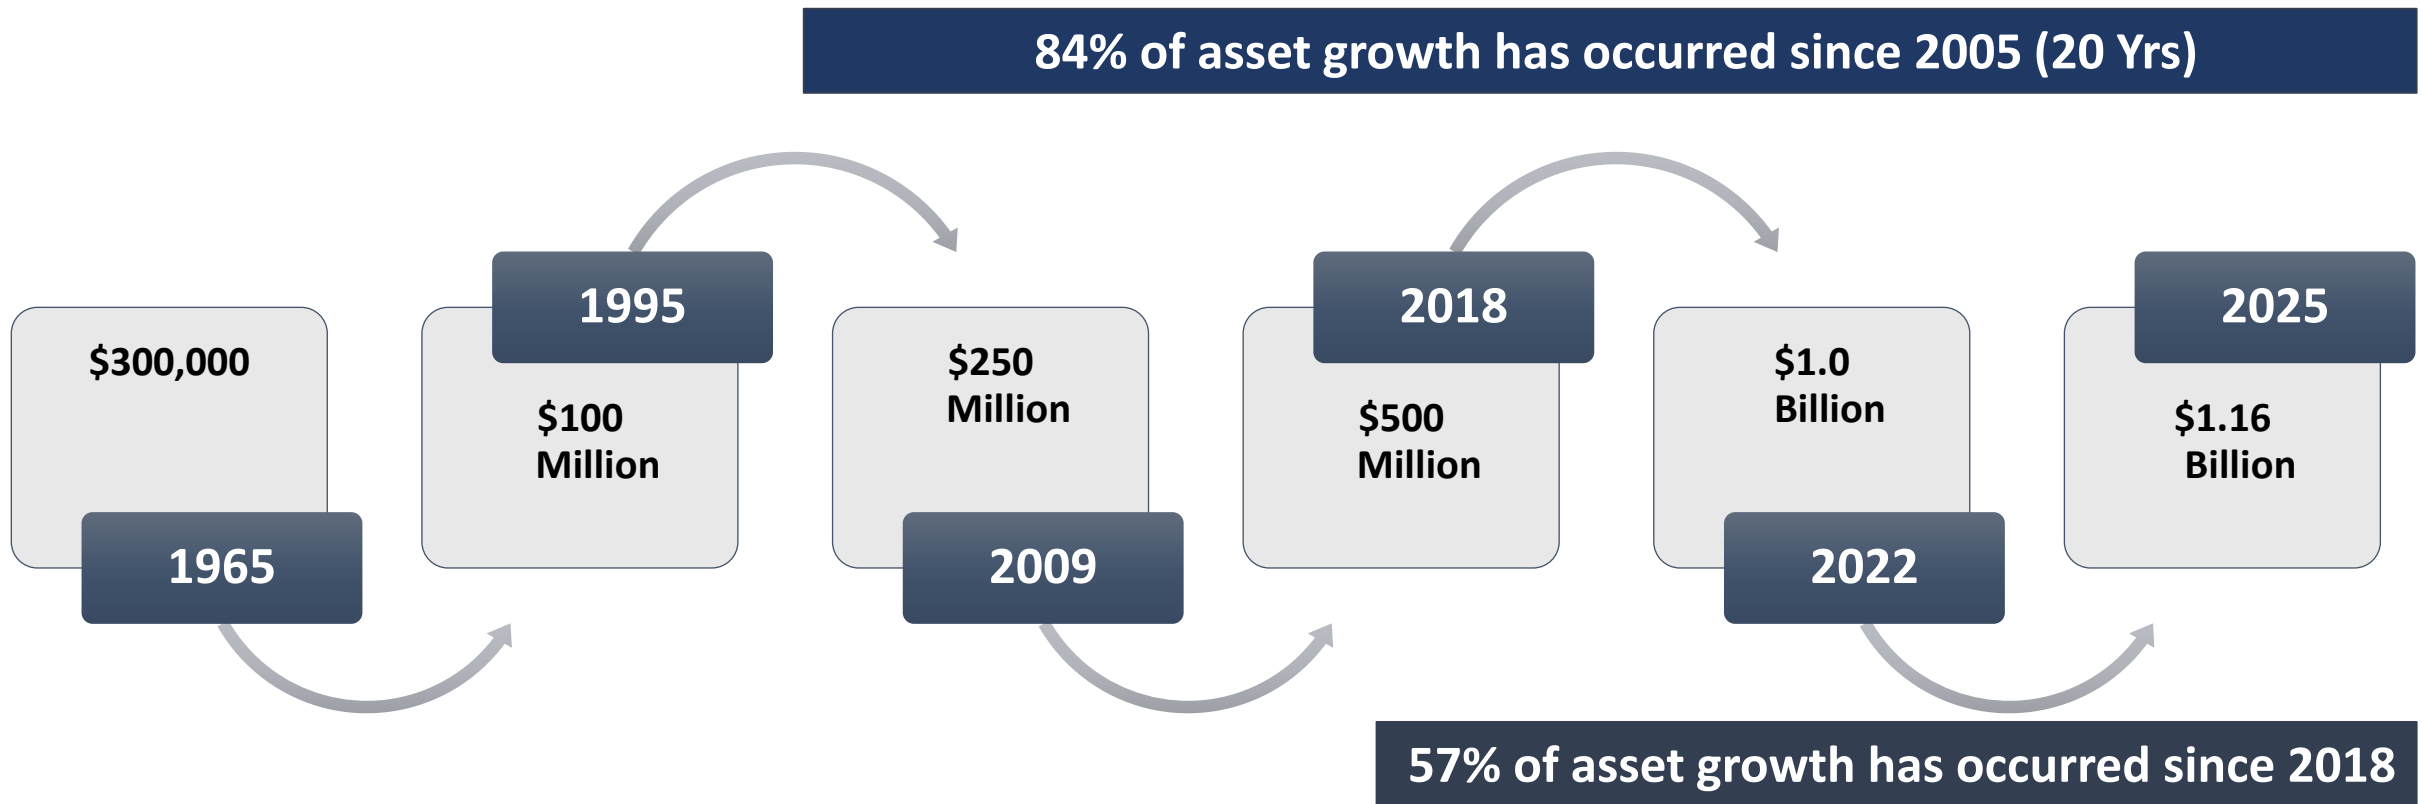 84% of asset growth has occurred since 2005 (20 Yrs)
$300,000
1965
1995
$100
Million
$250
Million
2009
2018
$500
Million
$1.0
Billion
2022
2025
$1.16
Billion
57% of asset growth has occurred since 2018